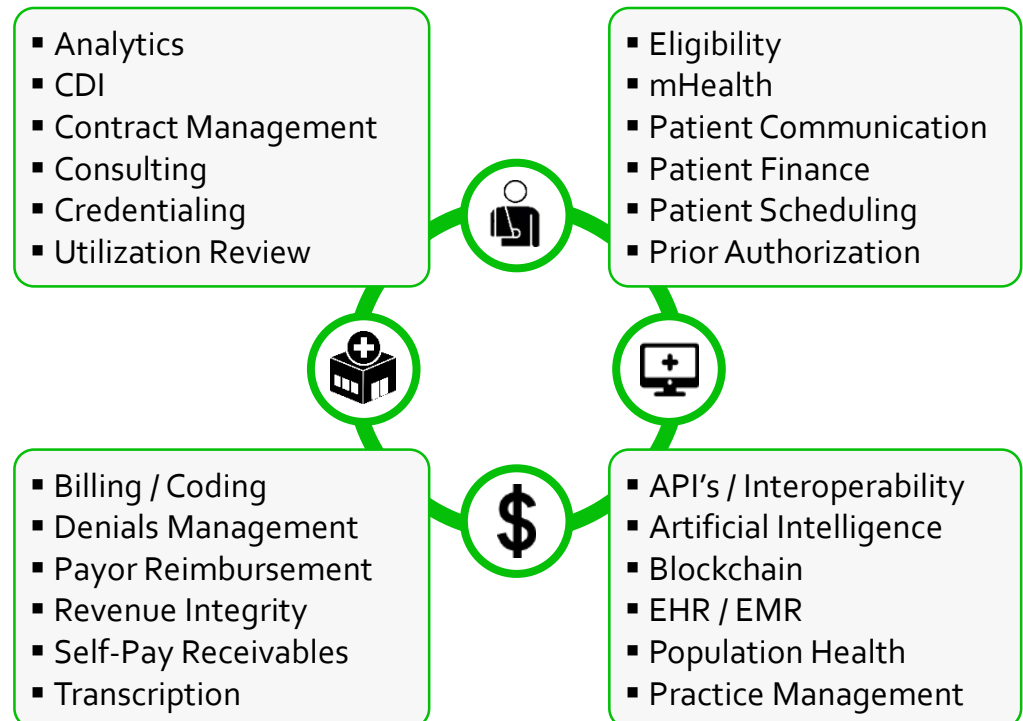 ▪ Analytics
▪ CDI
▪ Contract Management
▪ Consulting
▪ Credentialing
▪ Utilization Review
▪ Eligibility
▪ mHealth
▪ Patient Communication
▪ Patient Finance
▪ Patient Scheduling
▪ Prior Authorization
$
▪ Billing / Coding
▪ Denials Management
▪ Payor Reimbursement
▪ Revenue Integrity
▪ Self-Pay Receivables
▪ Transcription
▪ API's / Interoperability
▪ Artificial Intelligence
▪ Blockchain
▪ EHR / EMR
▪ Population Health
▪ Practice Management